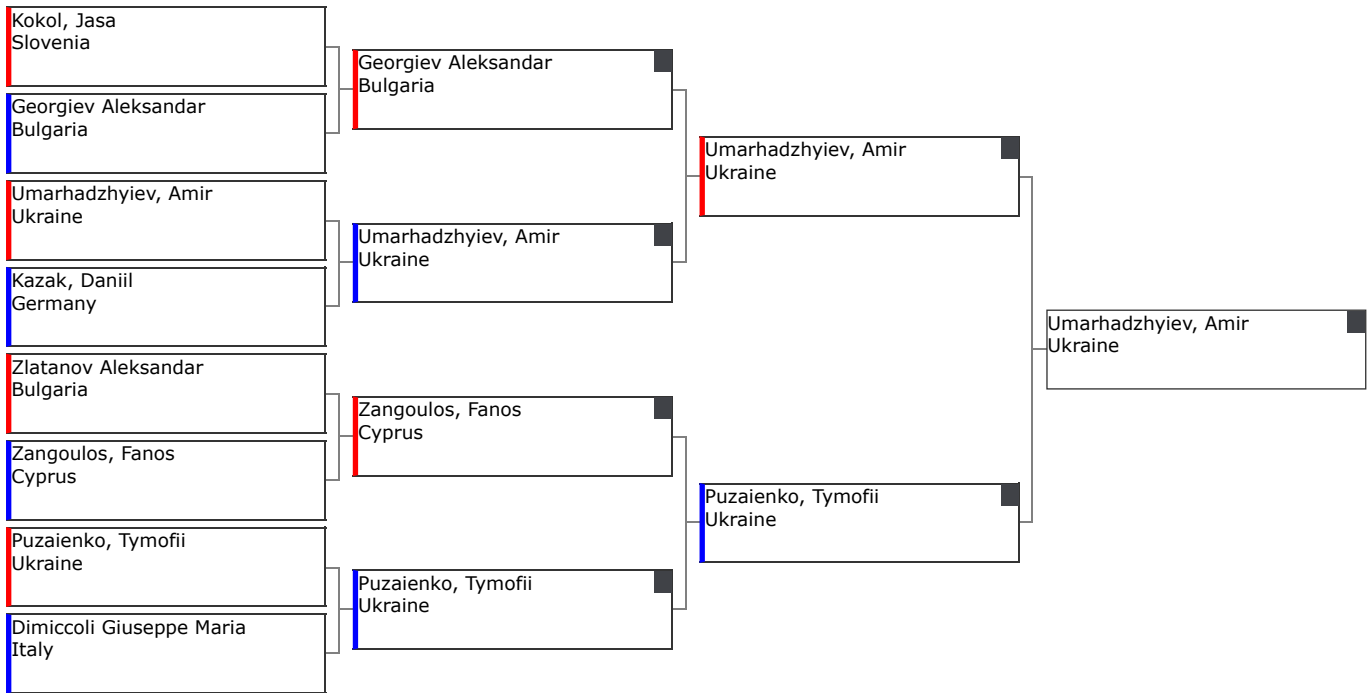 Kokol, Jasa
Slovenia
Georgiev Aleksandar
Bulgaria
Umarhadzhyiev, Amir
Ukraine
Kazak, Daniil
Germany
Zlatanov Aleksandar
Bulgaria
Zangoulos, Fanos
Cyprus
Puzaienko, Tymofii
Ukraine
Dimiccoli Giuseppe Maria
Italy
Georgiev Aleksandar
Bulgaria
Umarhadzhyiev, Amir
Ukraine
Zangoulos, Fanos
Cyprus
Puzaienko, Tymofii
Ukraine
Umarhadzhyiev, Amir
Ukraine
Puzaienko, Tymofii
Ukraine
Umarhadzhyiev, Amir
Ukraine